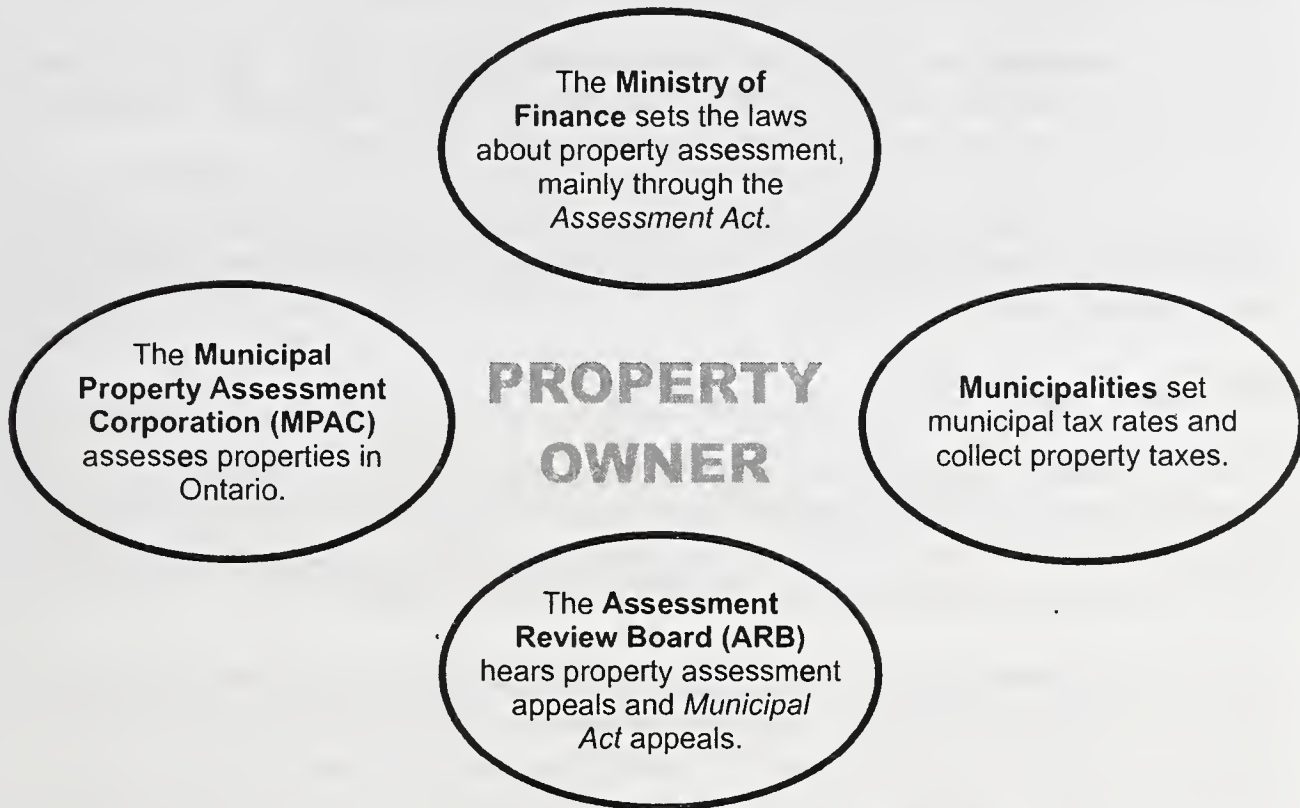 The Ministry of
Finance sets the laws
about property assessment,
mainly through the
Assessment Act.
The Municipal
Property Assessment
Corporation (MPAC)
assesses properties in
Ontario.
PROPERTY
OWNER
Municipalities set
municipal tax rates and
collect property taxes.
The Assessment
Review Board (ARB)
hears property assessment
appeals and Municipal
Act appeals.